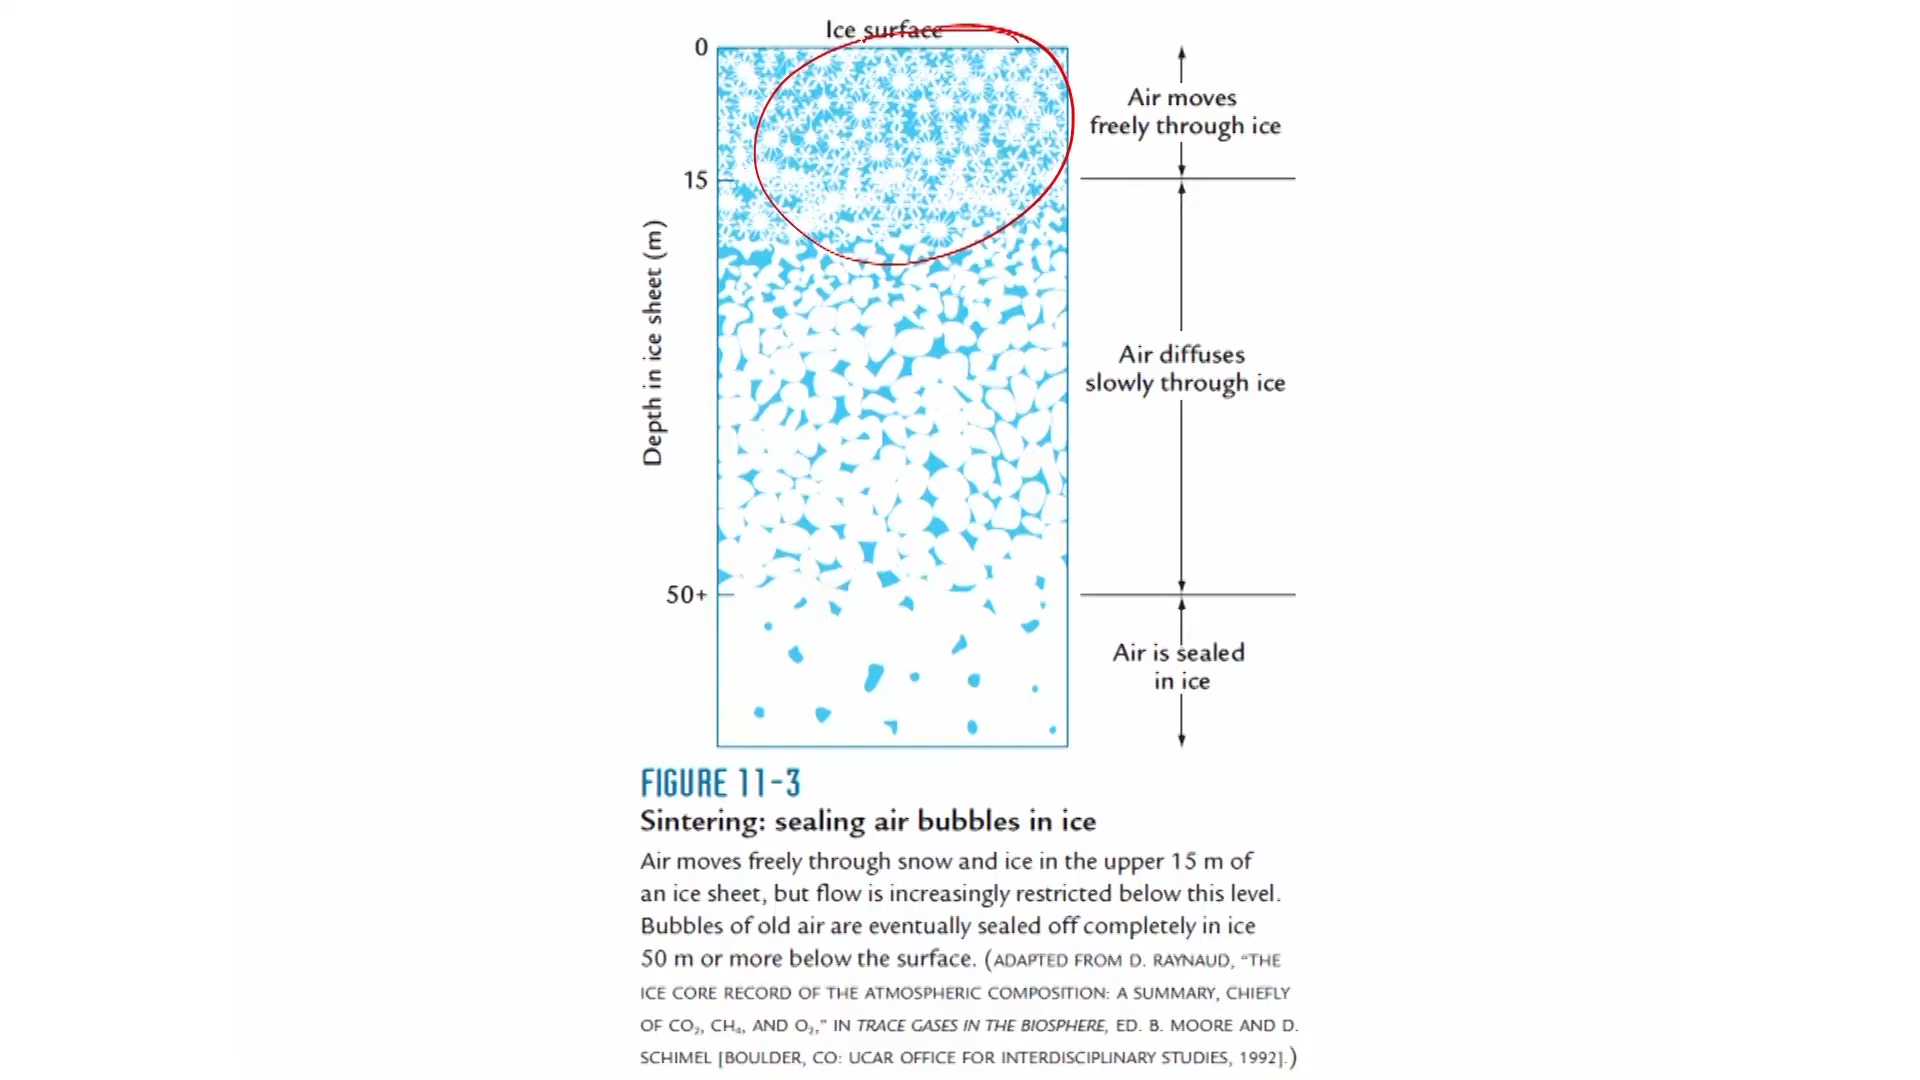 Ice surface
0
Air moves
freely through ice
15
Depth in ice sheet (m)
Air diffuses
slowly through ice
50+
Air is sealed
in ice
FIGURE 11-3
Sintering: sealing air bubbles in ice
Air moves freely through snow and ice in the upper 15 m of
an ice sheet, but flow is increasingly restricted below this level.
Bubbles of old air are eventually sealed off completely in ice
50 m or more below the surface. (ADAPTED FROM D. RAYNAUD, “THE
ICE CORE RECORD OF THE ATMOSPHERIC COMPOSITION: A SUMMARY, CHIEFLY
OF CO₂, CH₄, AND O₂,” IN TRACE GASES IN THE BIOSPHERE, ED. B. MOORE AND D.
SCHIMEL [BOULDER, CO: UCAR OFFICE FOR INTERDISCIPLINARY STUDIES, 1992].)